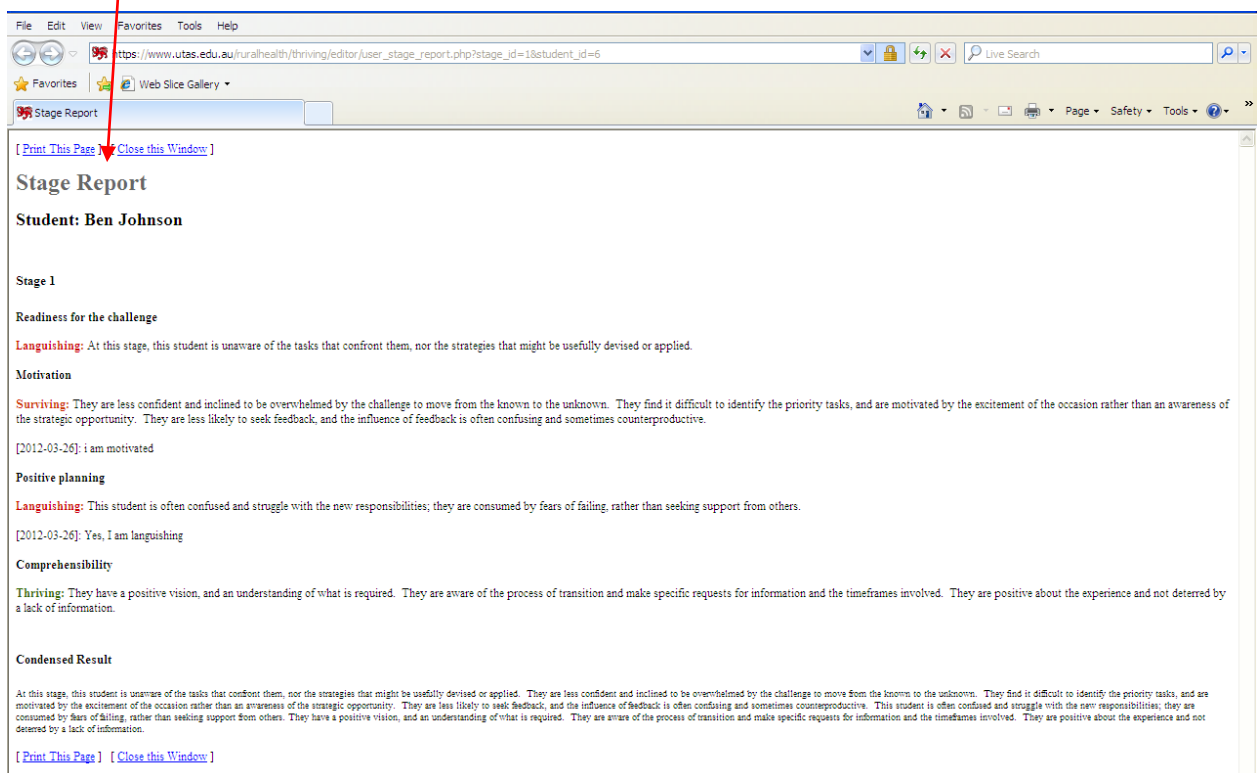 File Edit View Favorites Tools Help
https://www.utas.edu.au/ruralhealth/thriving/editor/user_stage_report.php?stage_id=1&student_id=6
Live Search
Favorites Web Slice Gallery
Stage Report
Page Safety Tools
[ Print This Page ] [ Close this Window ]
Stage Report
Student: Ben Johnson
Stage 1
Readiness for the challenge
Languishing: At this stage, this student is unaware of the tasks that confront them, nor the strategies that might be usefully devised or applied.
Motivation
Surviving: They are less confident and inclined to be overwhelmed by the challenge to move from the known to the unknown. They find it difficult to identify the priority tasks, and are motivated by the excitement of the occasion rather than an awareness of
the strategic opportunity. They are less likely to seek feedback, and the influence of feedback is often confusing and sometimes counterproductive.
[2012-03-26]: i am motivated
Positive planning
Languishing: This student is often confused and struggle with the new responsibilities; they are consumed by fears of failing, rather than seeking support from others.
[2012-03-26]: Yes, I am languishing
Comprehensibility
Thriving: They have a positive vision, and an understanding of what is required. They are aware of the process of transition and make specific requests for information and the timeframes involved. They are positive about the experience and not deterred by
a lack of information.
Condensed Result
At this stage, this student is unaware of the tasks that confront them, nor the strategies that might be usefully devised or applied. They are less confident and inclined to be overwhelmed by the challenge to move from the known to the unknown. They find it difficult to identify the priority tasks, and are
motivated by the excitement of the occasion rather than an awareness of the strategic opportunity. They are less likely to seek feedback, and the influence of feedback is often confusing and sometimes counterproductive. This student is often confused and struggle with the new responsibilities; they are
consumed by fears of failing, rather than seeking support from others. They have a positive vision, and an understanding of what is required. They are aware of the process of transition and make specific requests for information and the timeframes involved. They are positive about the experience and not
deterred by a lack of information.
[ Print This Page ] [ Close this Window ]